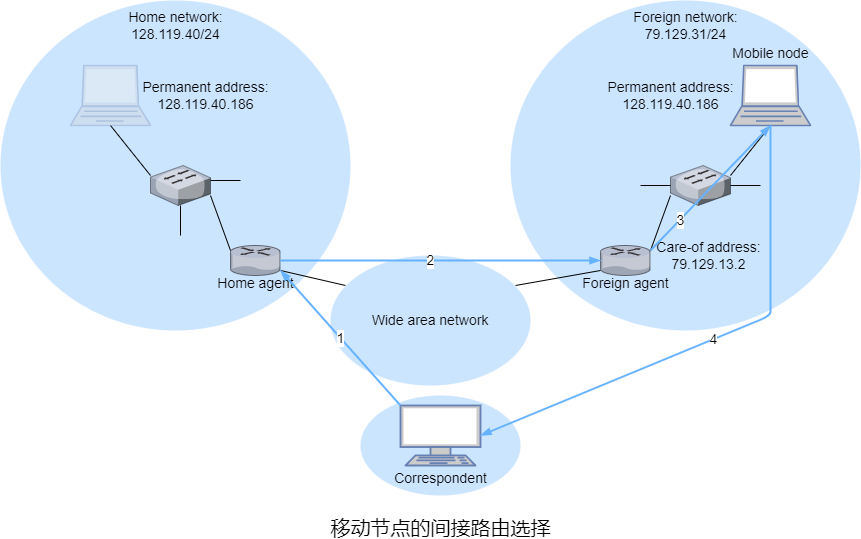 Home network:
128.119.40/24
Permanent address:
128.119.40.186
Home agent
Foreign network:
79.129.31/24
Mobile node
Permanent address:
128.119.40.186
3
Care-of address:
79.129.13.2
Foreign agent
2
Wide area network
1
4
Correspondent
移动节点的间接路由选择